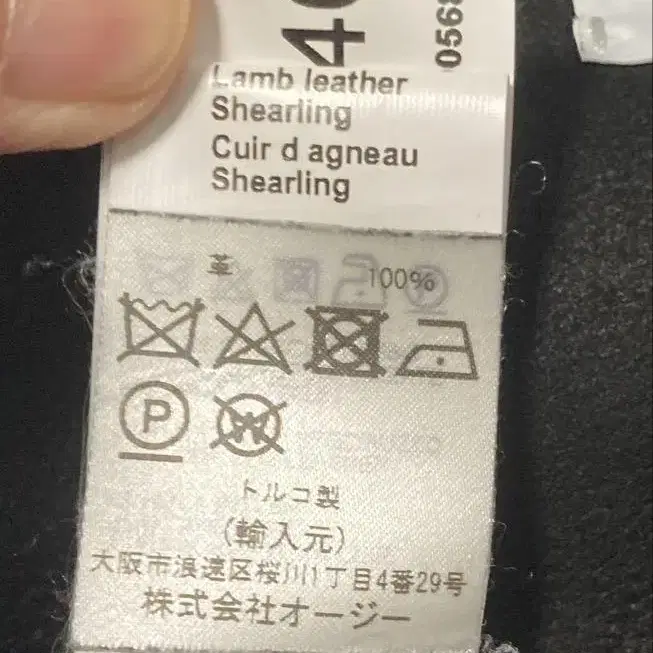 Lamb leather
Shearling
Cuir d agneau
Shearling
革 100%
P
W
トルコ製
(輸入元)
大阪市浪速区桜川1丁目4番29号
株式会社オージー